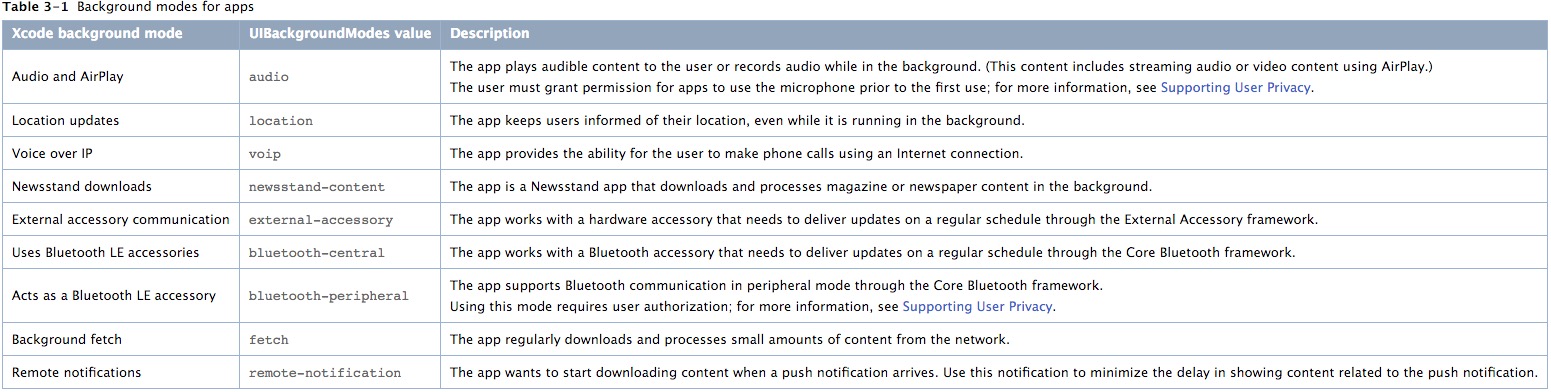 Table 3-1 Background modes for apps
Xcode background mode UIBackgroundModes value Description
Audio and AirPlay audio The app plays audible content to the user or records audio while in the background. (This content includes streaming audio or video content using AirPlay.)
The user must grant permission for apps to use the microphone prior to the first use; for more information, see Supporting User Privacy.
Location updates location The app keeps users informed of their location, even while it is running in the background.
Voice over IP voip The app provides the ability for the user to make phone calls using an Internet connection.
Newsstand downloads newsstand-content The app is a Newsstand app that downloads and processes magazine or newspaper content in the background.
External accessory communication external-accessory The app works with a hardware accessory that needs to deliver updates on a regular schedule through the External Accessory framework.
Uses Bluetooth LE accessories bluetooth-central The app works with a Bluetooth accessory that needs to deliver updates on a regular schedule through the Core Bluetooth framework.
Acts as a Bluetooth LE accessory bluetooth-peripheral The app supports Bluetooth communication in peripheral mode through the Core Bluetooth framework.
Using this mode requires user authorization; for more information, see Supporting User Privacy.
Background fetch fetch The app regularly downloads and processes small amounts of content from the network.
Remote notifications remote-notification The app wants to start downloading content when a push notification arrives. Use this notification to minimize the delay in showing content related to the push notification.